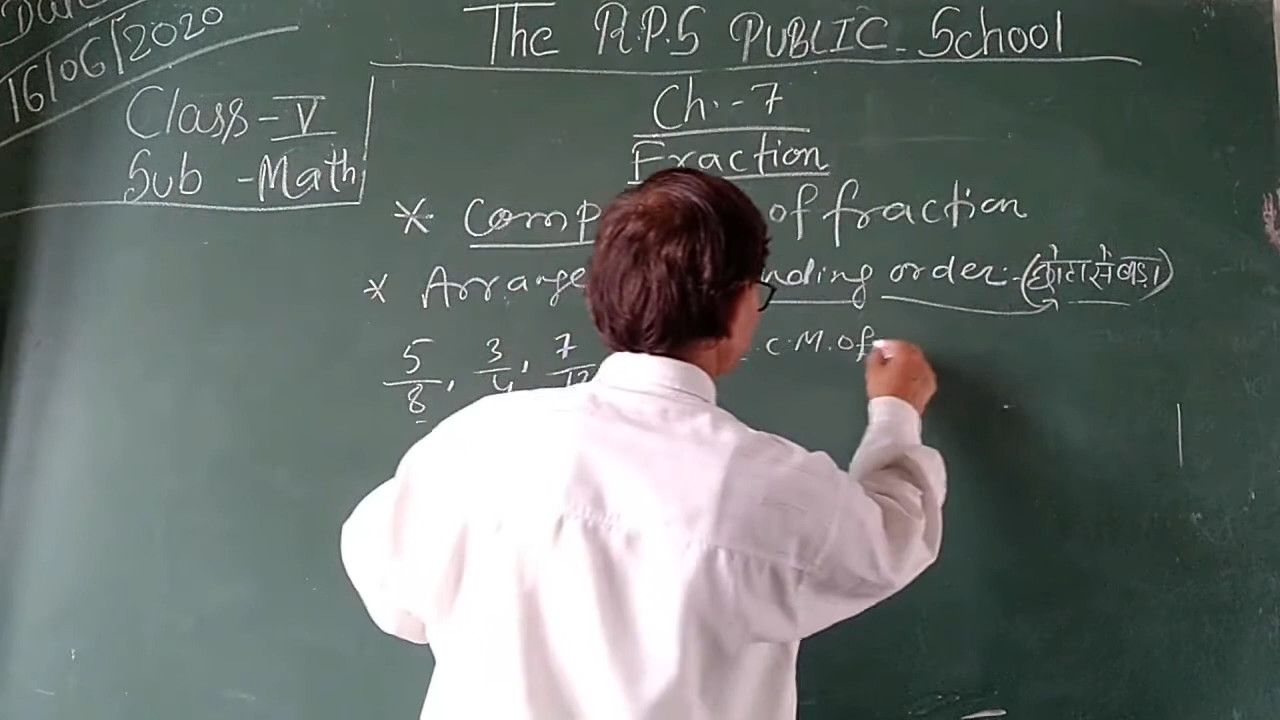 16/06/2020
The R.P.S PUBLIC School
Class-V
Sub - Math
Ch.-7
Fraction
* Comp of fraction
* Arrange nding order.-(छोटा से बड़ा)
5/8, 3/4, 7/12 .C.M. of